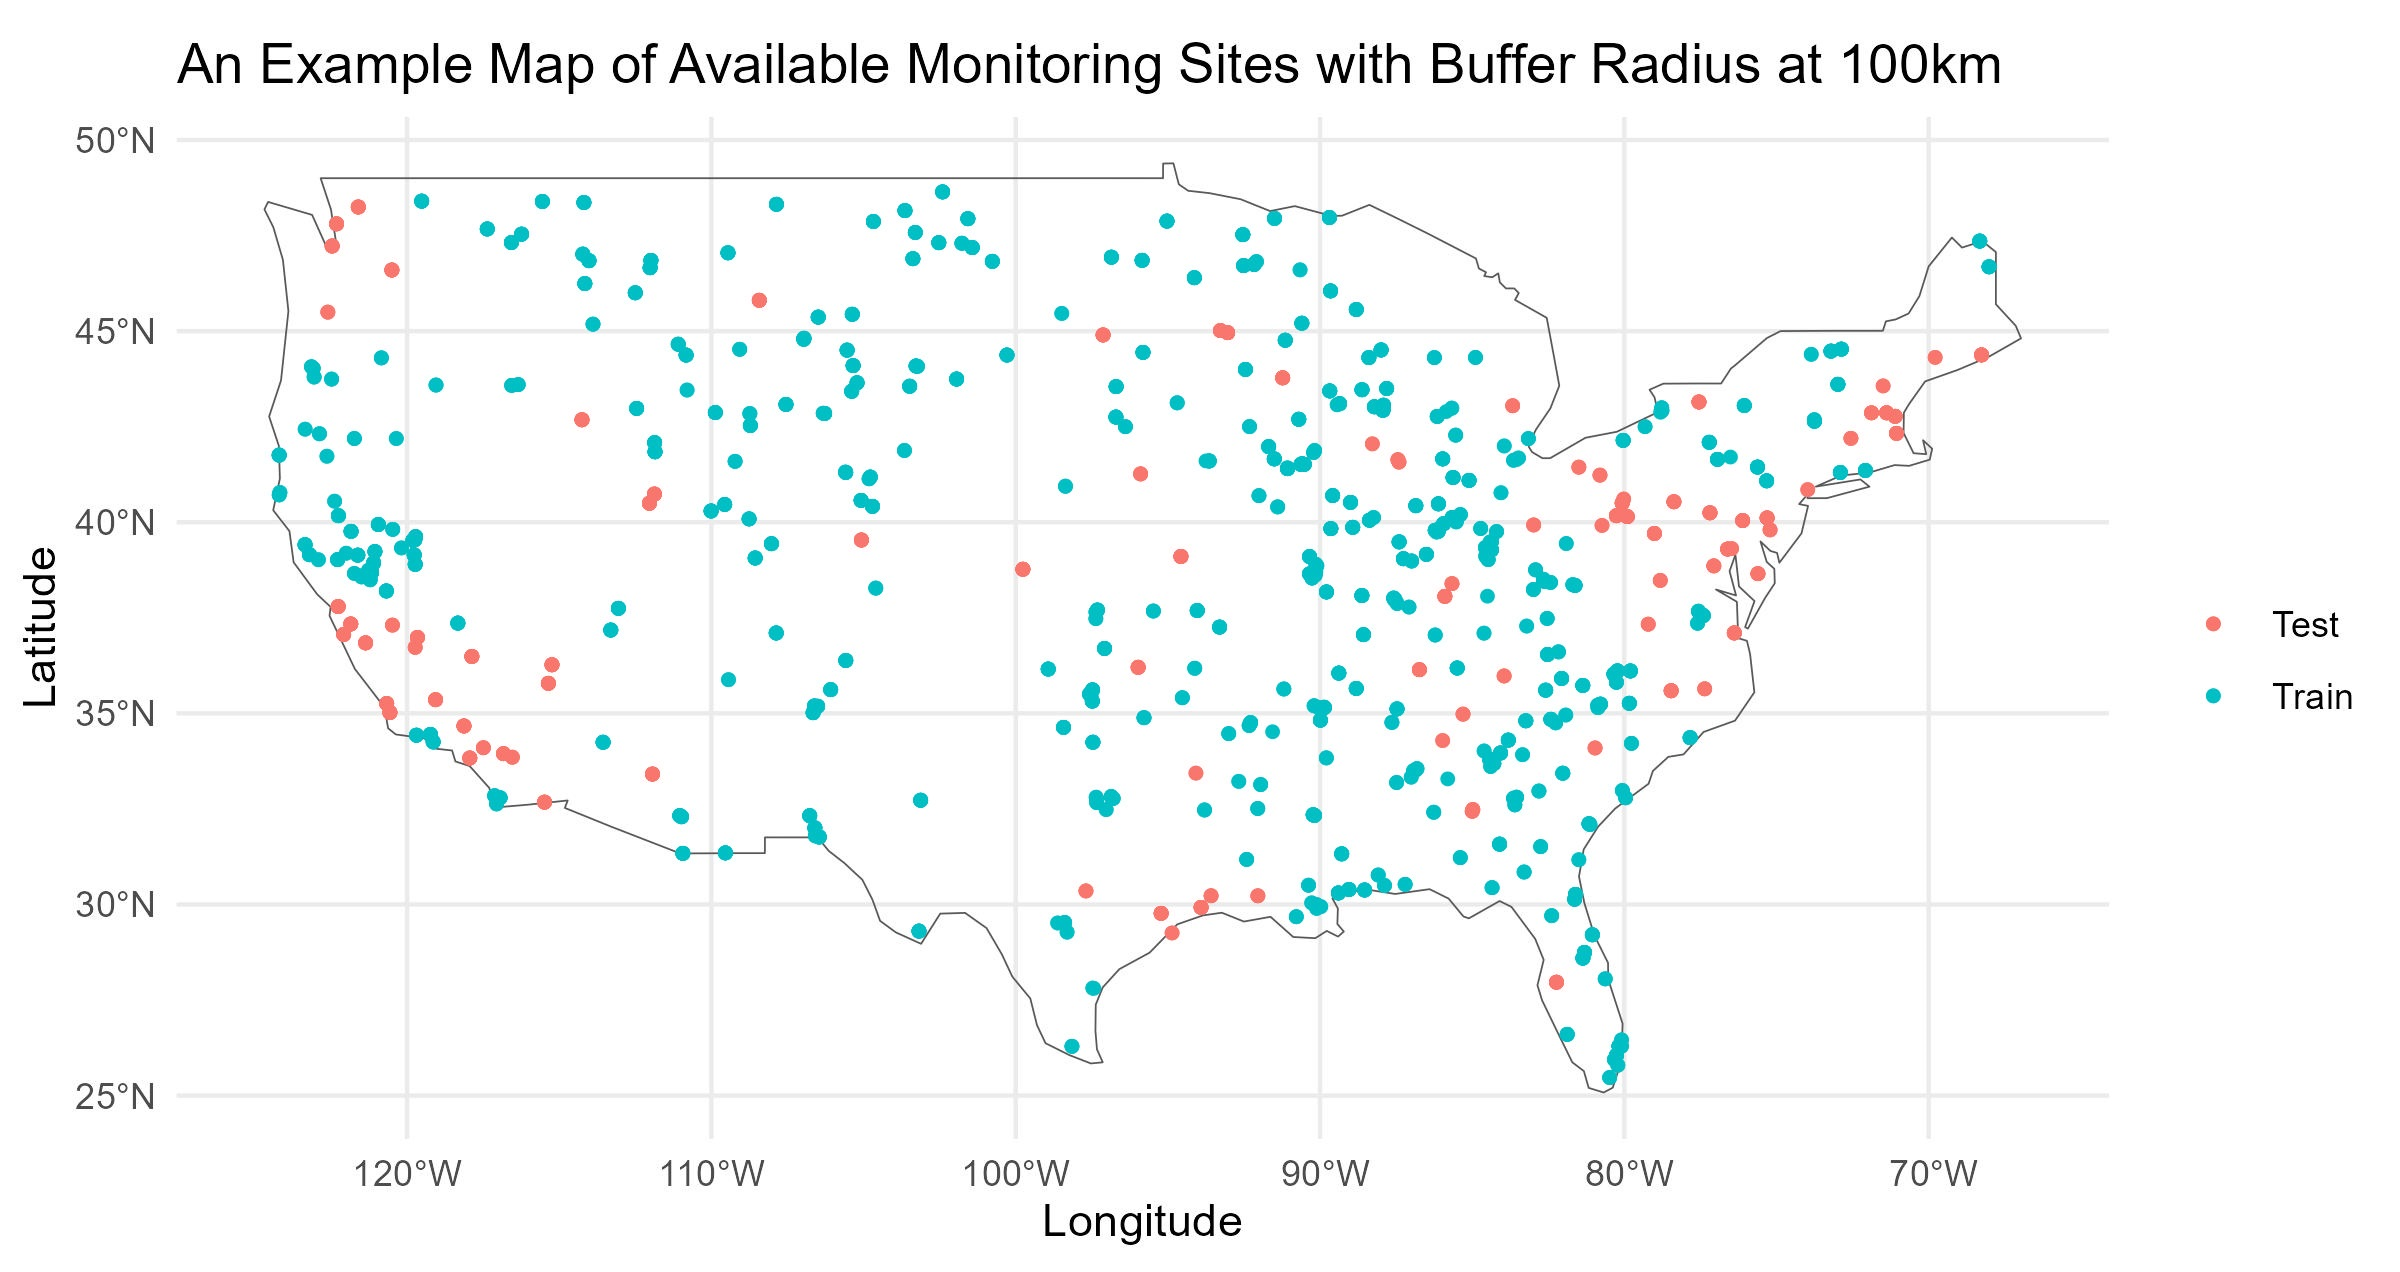 An Example Map of Available Monitoring Sites with Buffer Radius at 100km
50°N
45°N
40°N
35°N
30°N
25°N
Latitude
120°W 110°W 100°W 90°W 80°W 70°W
Longitude
Test
Train